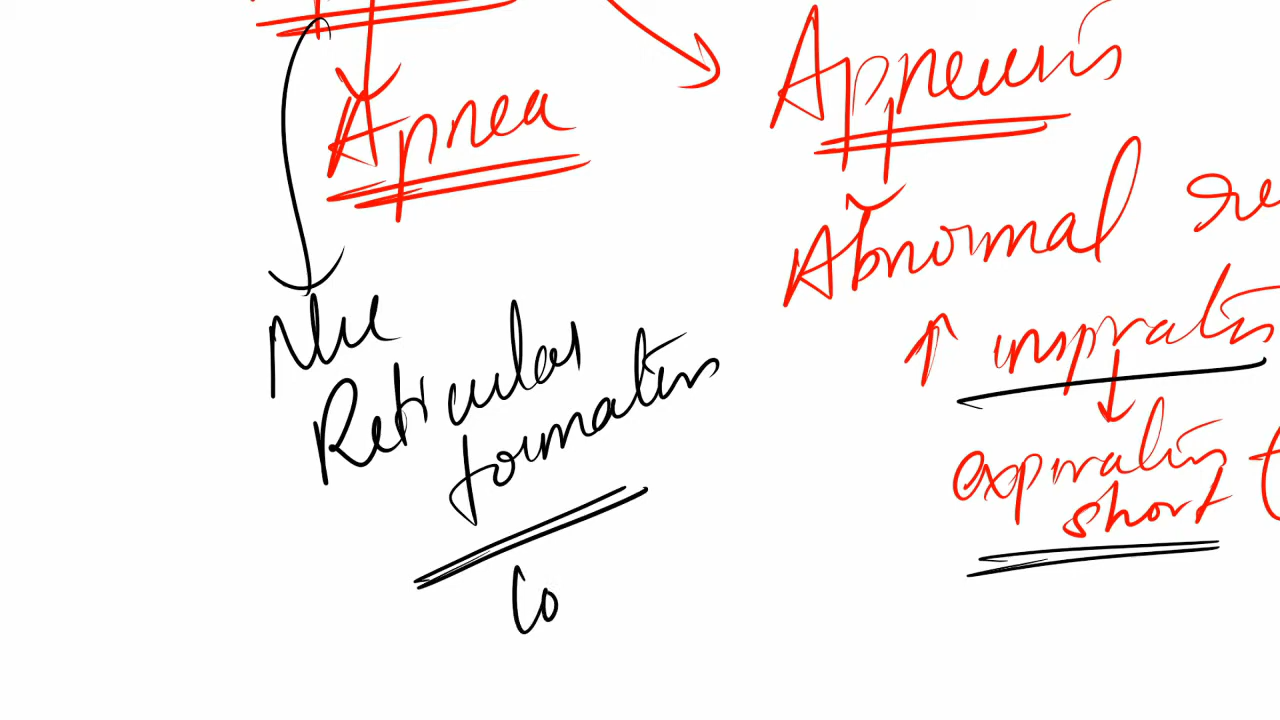 Apnea
Apneusis
Abnormal
↑ inspiration
expiration (
short
Reticular
formation
Co